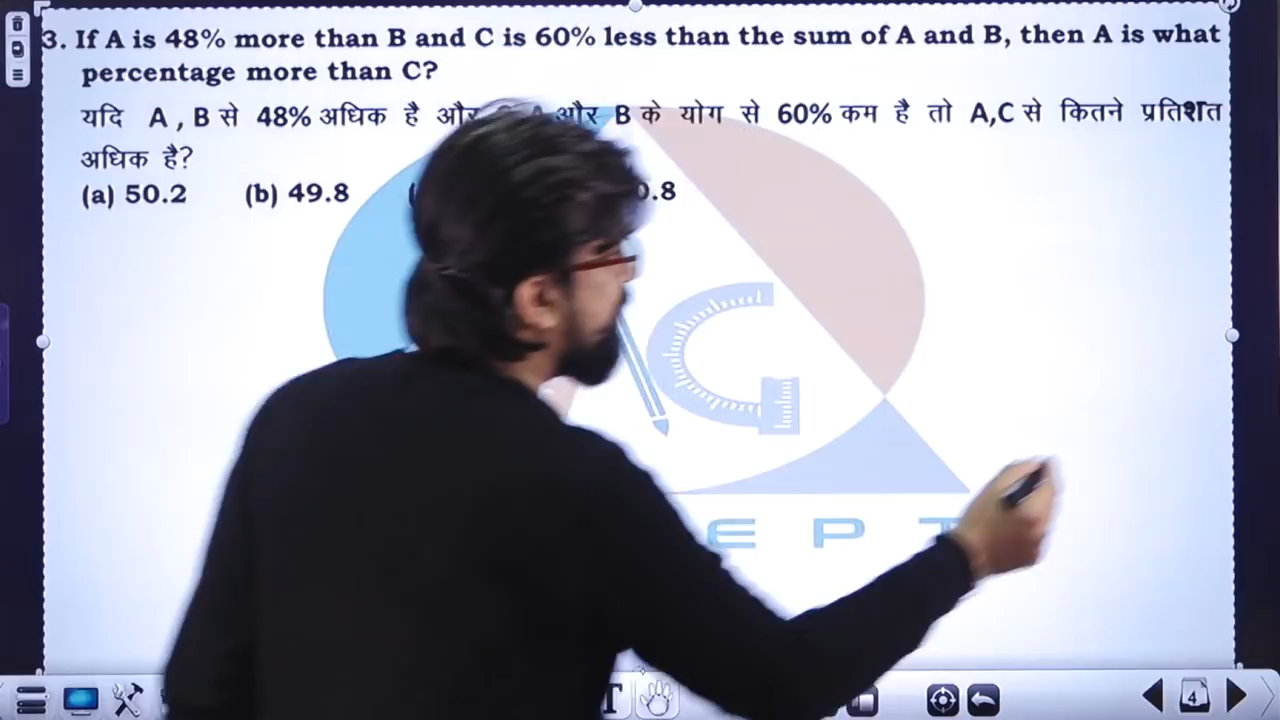 3. If A is 48% more than B and C is 60% less than the sum of A and B, then A is what
percentage more than C?
यदि A , B से 48% अधिक है और और B के योग से 60% कम है तो A,C से कितने प्रतिशत
अधिक है?
(a) 50.2 (b) 49.8
E P T
4